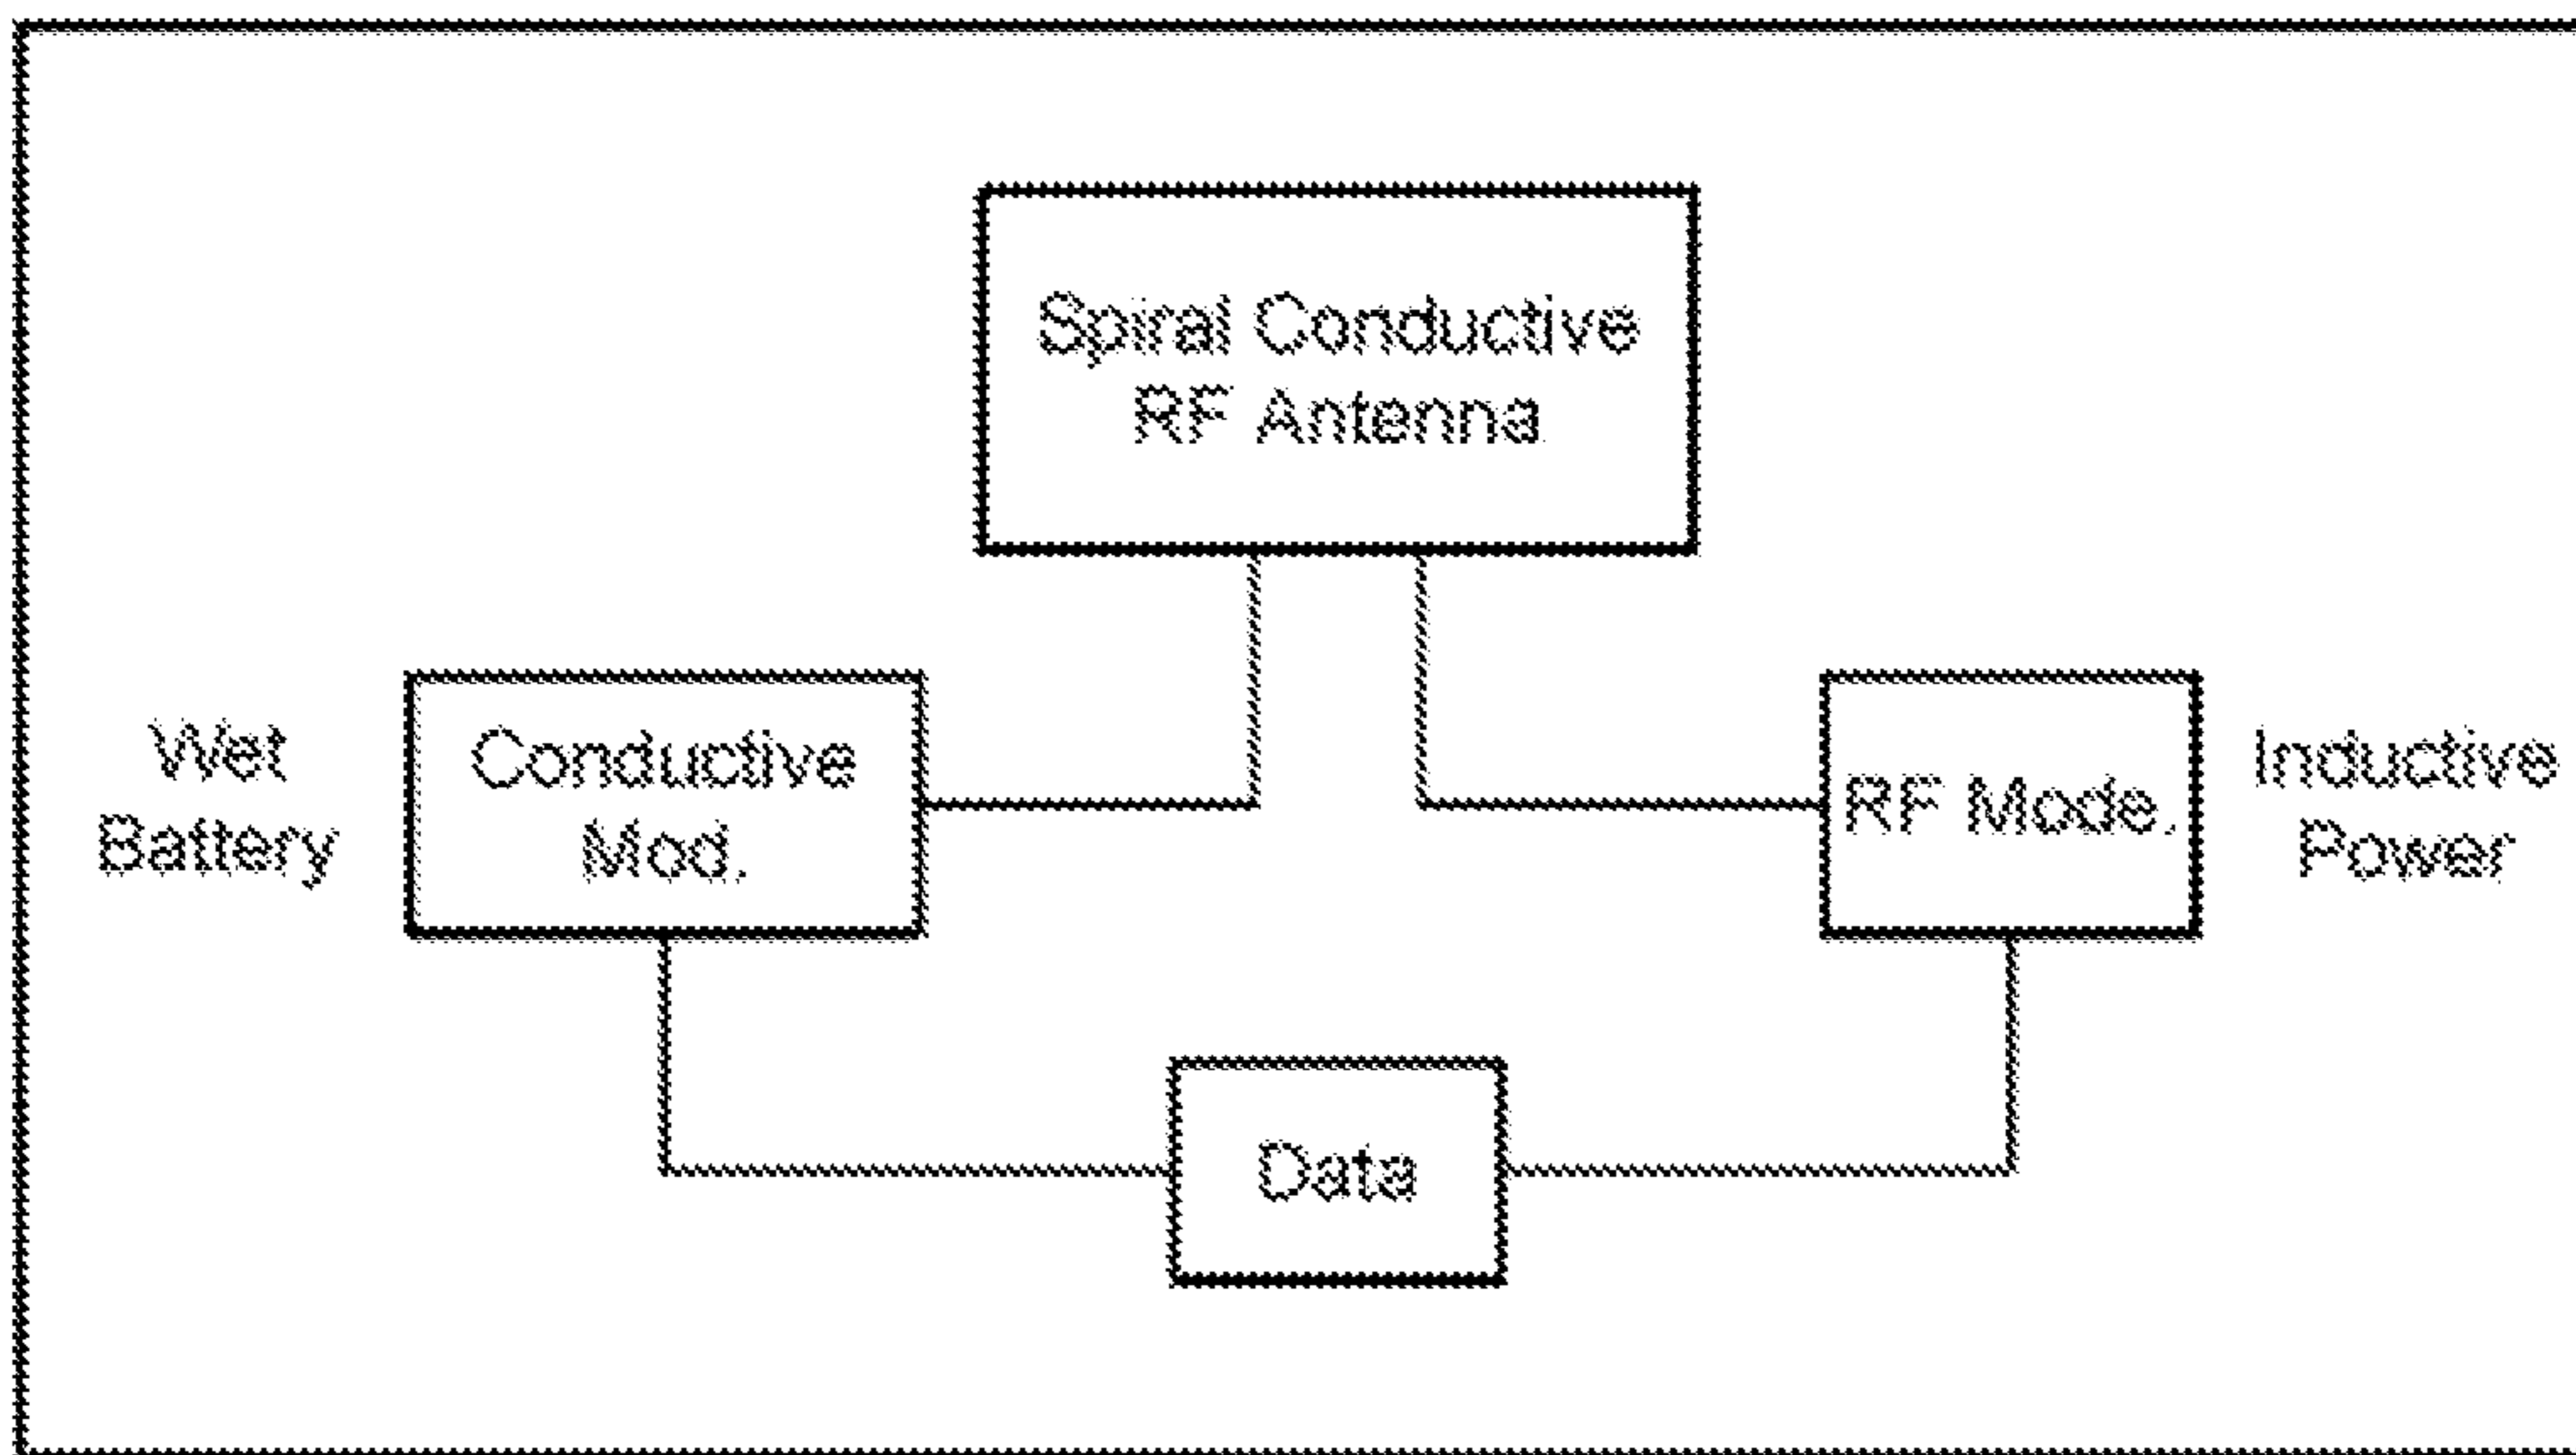 Spiral Conductive
RF Antenna
Wet
Battery
Conductive
Mod.
RF Mode.
Inductive
Power
Data